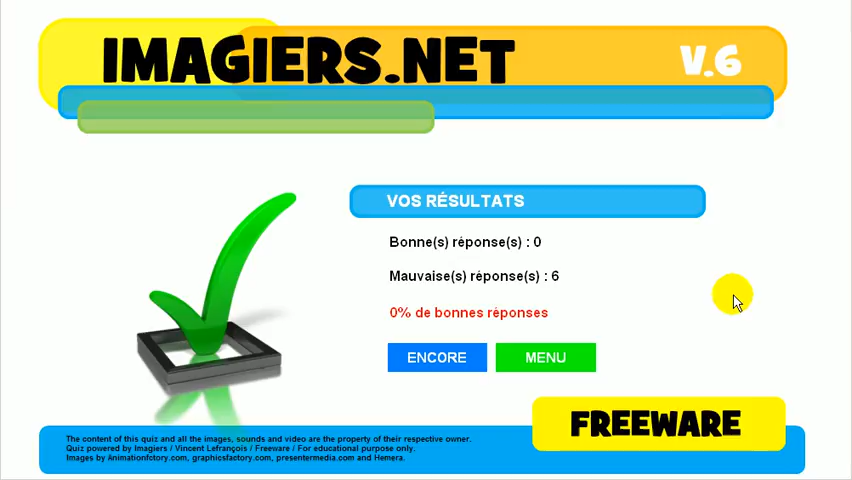 IMAGIERS.NET
V.6
VOS RÉSULTATS
Bonne(s) réponse(s) : 0
Mauvaise(s) réponse(s) : 6
0% de bonnes réponses
ENCORE
MENU
FREEWARE
The content of this quiz and all the images, sounds and video are the property of their respective owner.
Quiz powered by Imagiers / Vincent Lefrançois / Freeware / For educational purpose only.
Images by Animationfctory.com, graphicsfactory.com, presentermedia.com and Hemera.